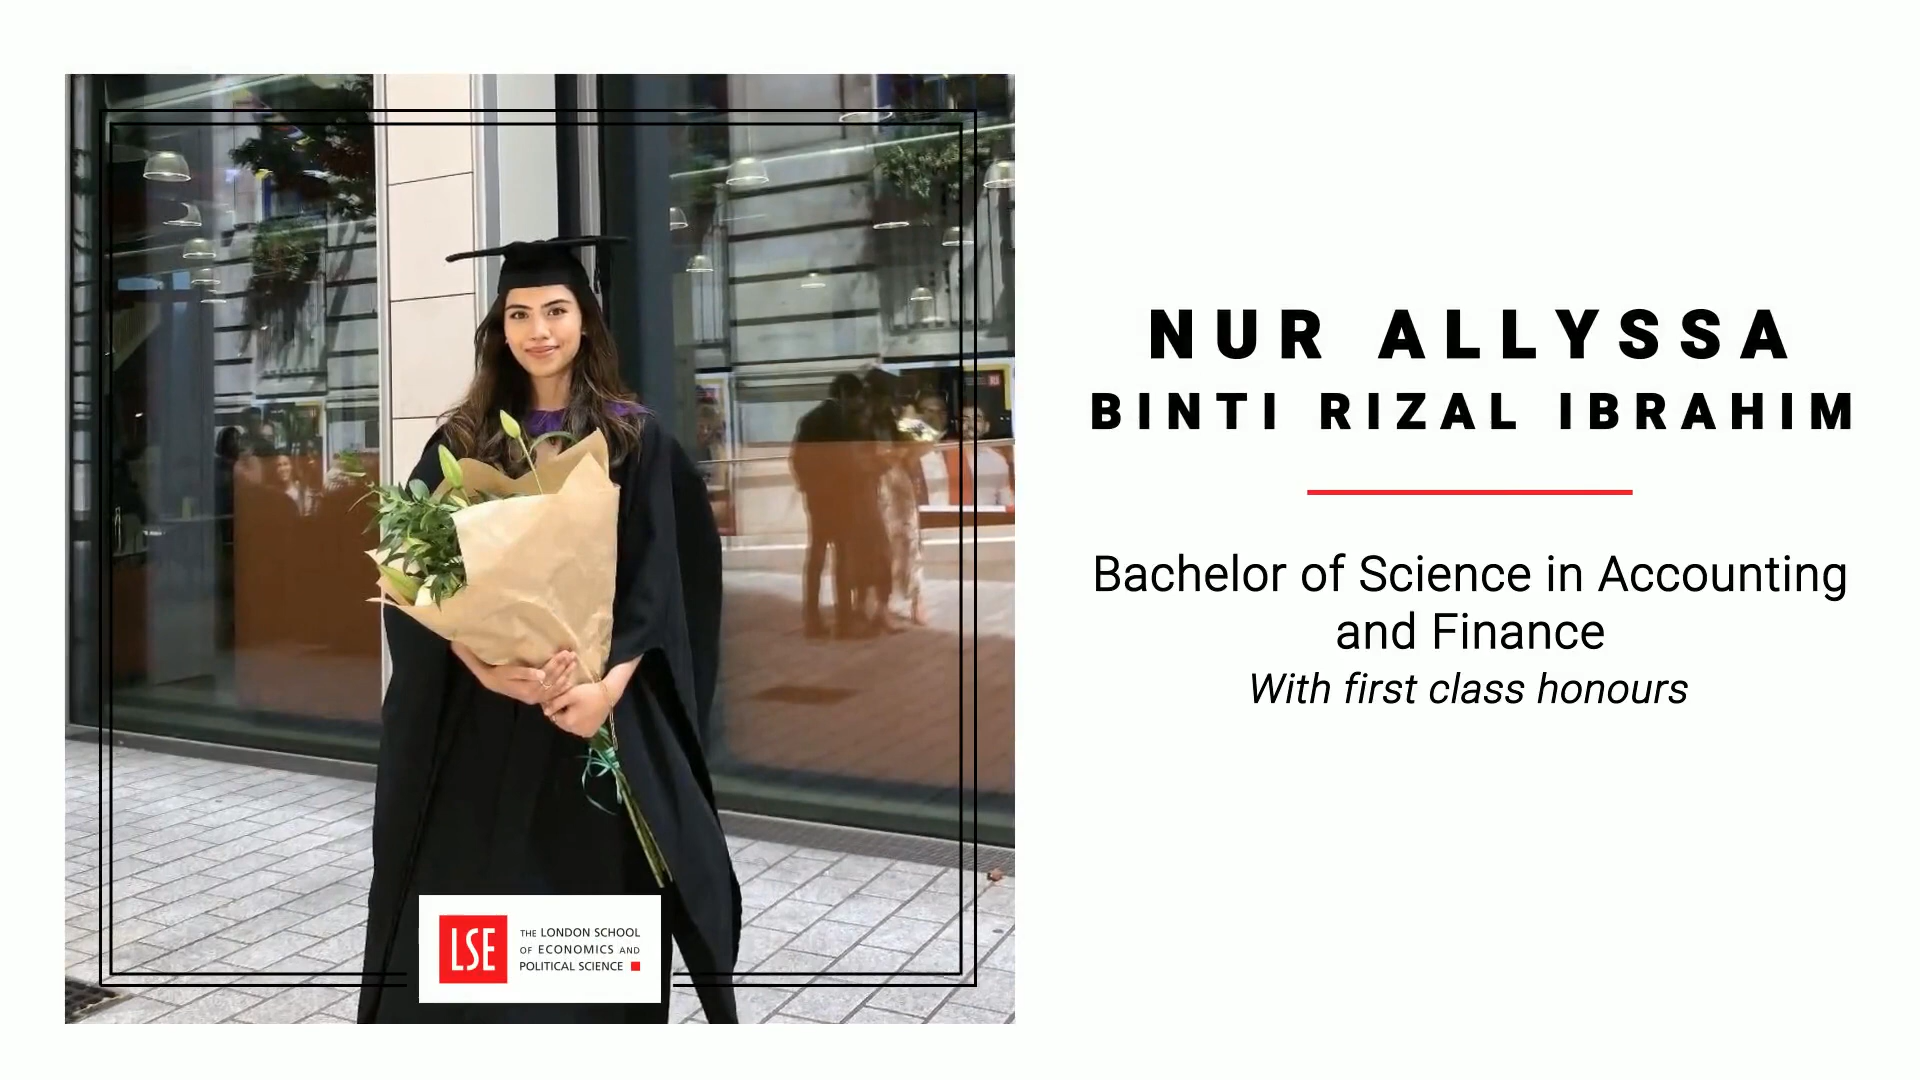 NUR ALLYSSA
BINTI RIZAL IBRAHIM
Bachelor of Science in Accounting
and Finance
With first class honours
LSE
THE LONDON SCHOOL
OF ECONOMICS AND
POLITICAL SCIENCE